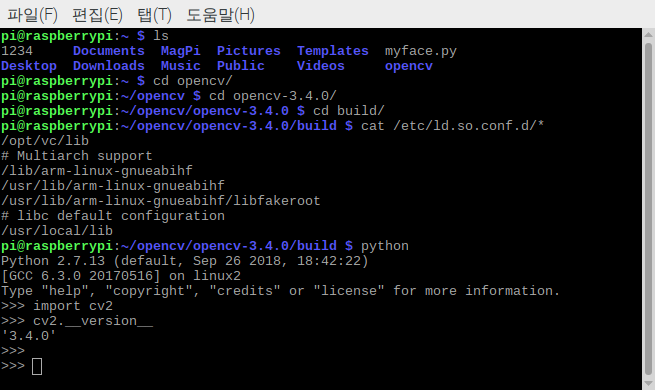 파일(F) 편집(E) 탭(T) 도움말(H)
pi@raspberrypi:~ $ ls
1234 Documents MagPi Pictures Templates myface.py
Desktop Downloads Music Public Videos opencv
pi@raspberrypi:~ $ cd opencv/
pi@raspberrypi:~/opencv $ cd opencv-3.4.0/
pi@raspberrypi:~/opencv/opencv-3.4.0 $ cd build/
pi@raspberrypi:~/opencv/opencv-3.4.0/build $ cat /etc/ld.so.conf.d/*
/opt/vc/lib
# Multiarch support
/lib/arm-linux-gnueabihf
/usr/lib/arm-linux-gnueabihf
/usr/lib/arm-linux-gnueabihf/libfakeroot
# libc default configuration
/usr/local/lib
pi@raspberrypi:~/opencv/opencv-3.4.0/build $ python
Python 2.7.13 (default, Sep 26 2018, 18:42:22)
[GCC 6.3.0 20170516] on linux2
Type "help", "copyright", "credits" or "license" for more information.
>>> import cv2
>>> cv2.__version__
'3.4.0'
>>>
>>>